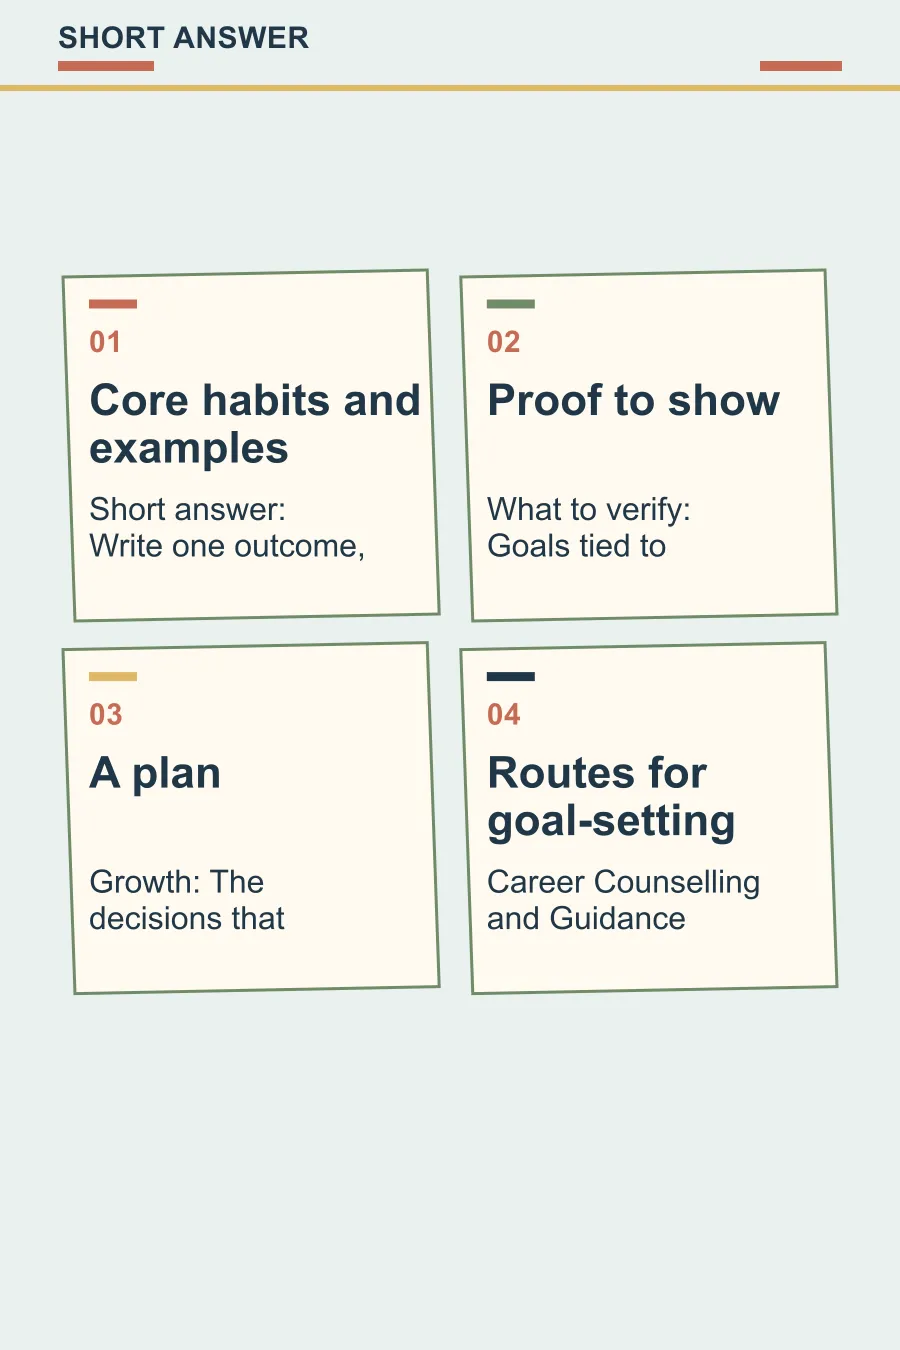 SHORT ANSWER
01
Core habits and
examples
Short answer:
Write one outcome,
02
Proof to show
What to verify:
Goals tied to
03
A plan
Growth: The
decisions that
04
Routes for
goal-setting
Career Counselling
and Guidance